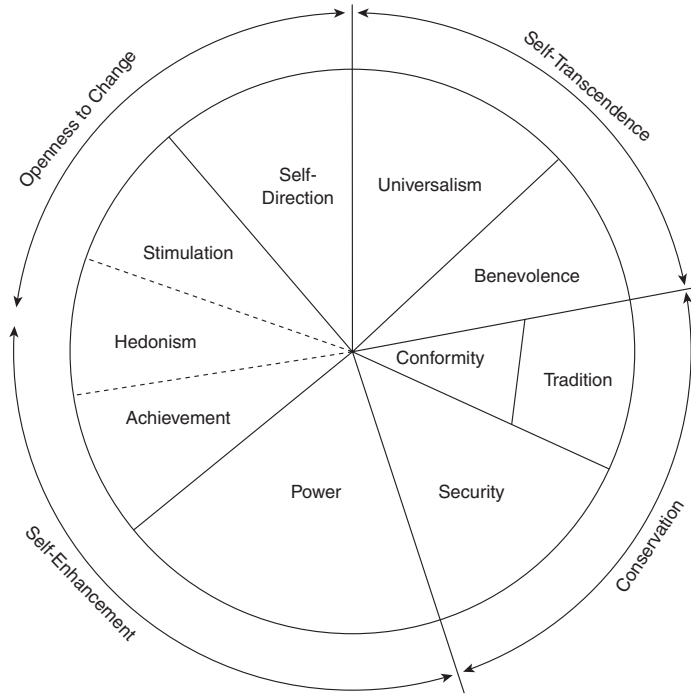 Openness to Change
Self-Transcendence
Self-
Direction
Universalism
Stimulation
Benevolence
Hedonism
Conformity
Tradition
Achievement
Power
Security
Self-Enhancement
Conservation